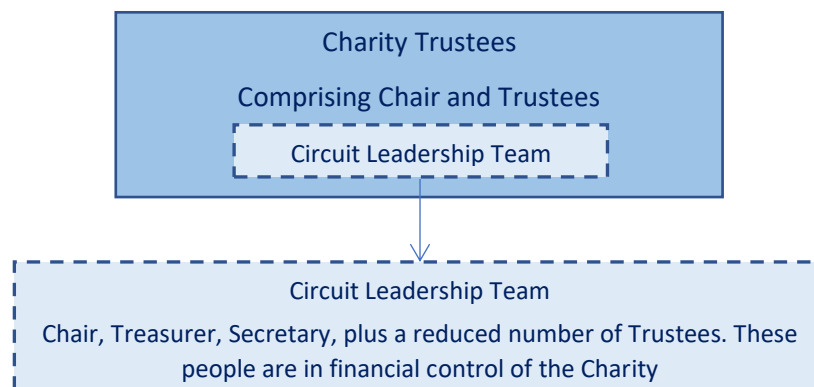 Charity Trustees
Comprising Chair and Trustees
Circuit Leadership Team
Circuit Leadership Team
Chair, Treasurer, Secretary, plus a reduced number of Trustees. These
people are in financial control of the Charity